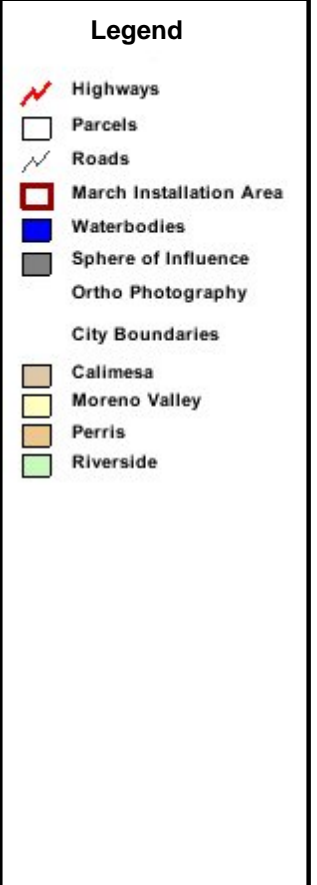 Legend
Highways
Parcels
Roads
March Installation Area
Waterbodies
Sphere of Influence
Ortho Photography
City Boundaries
Calimesa
Moreno Valley
Perris
Riverside